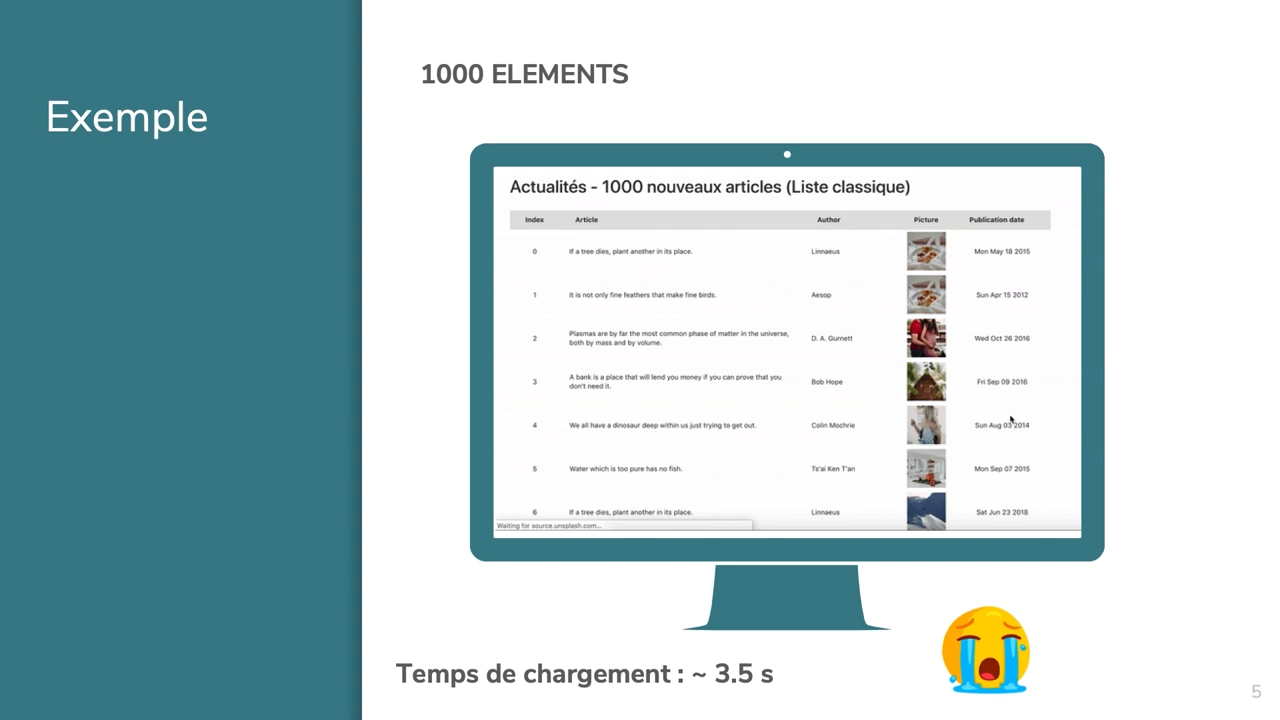 Exemple
1000 ELEMENTS
Actualités - 1000 nouveaux articles (Liste classique)
Index Article Author Picture Publication date
0 If a tree dies, plant another in its place. Linnaeus Mon May 18 2015
1 It is not only fine feathers that make fine birds. Aesop Sun Apr 15 2012
2 Plasmas are by far the most common phase of matter in the universe, both by mass and by volume. D. A. Gurnett Wed Oct 26 2016
3 A bank is a place that will lend you money if you can prove that you don't need it. Bob Hope Fri Sep 09 2016
4 We all have a dinosaur deep within us just trying to get out. Colin Mochrie Sun Aug 03 2014
5 Water which is too pure has no fish. Ts'ai Ken T'an Mon Sep 07 2015
6 If a tree dies, plant another in its place. Linnaeus Sat Jun 23 2018
Waiting for source.unsplash.com...
Temps de chargement : ~ 3.5 s
5